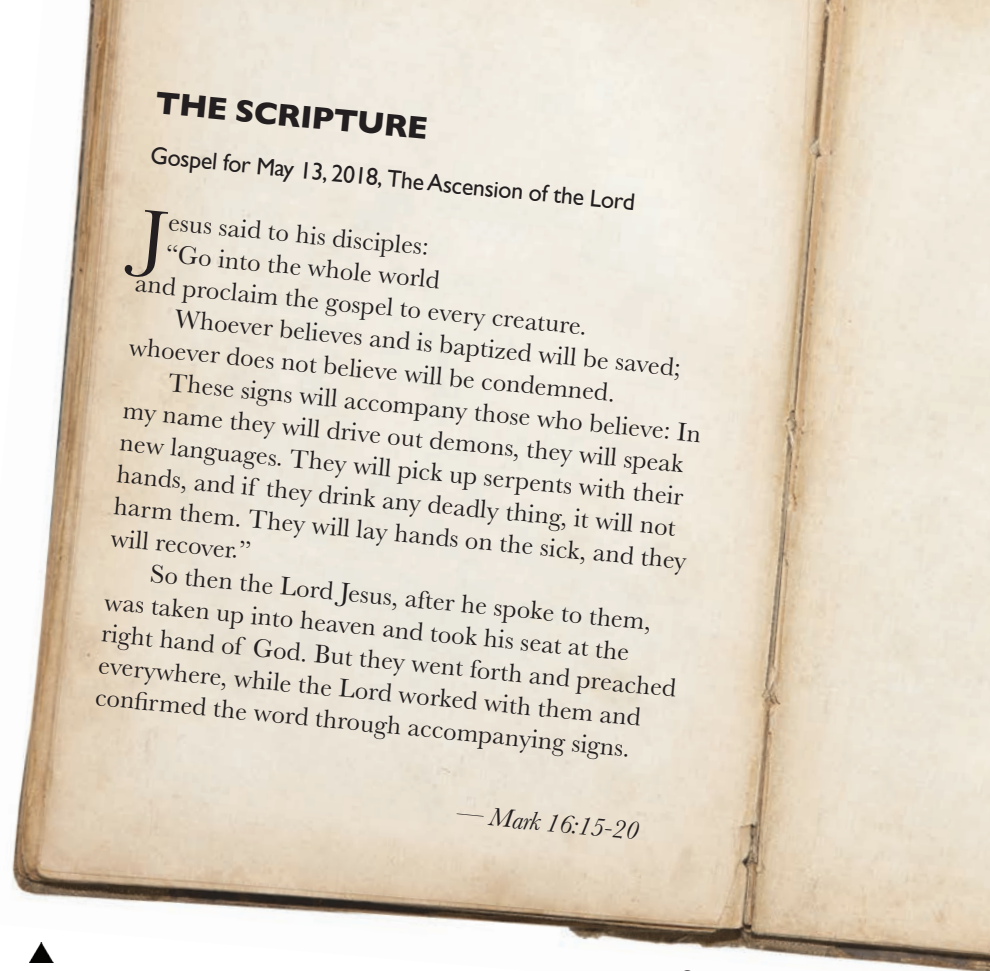 THE SCRIPTURE
Gospel for May 13, 2018, The Ascension of the Lord
Jesus said to his disciples:
“Go into the whole world
and proclaim the gospel to every creature.
Whoever believes and is baptized will be saved;
whoever does not believe will be condemned.
These signs will accompany those who believe: In
my name they will drive out demons, they will speak
new languages. They will pick up serpents with their
hands, and if they drink any deadly thing, it will not
harm them. They will lay hands on the sick, and they
will recover.”
So then the Lord Jesus, after he spoke to them,
was taken up into heaven and took his seat at the
right hand of God. But they went forth and preached
everywhere, while the Lord worked with them and
confirmed the word through accompanying signs.
— Mark 16:15-20